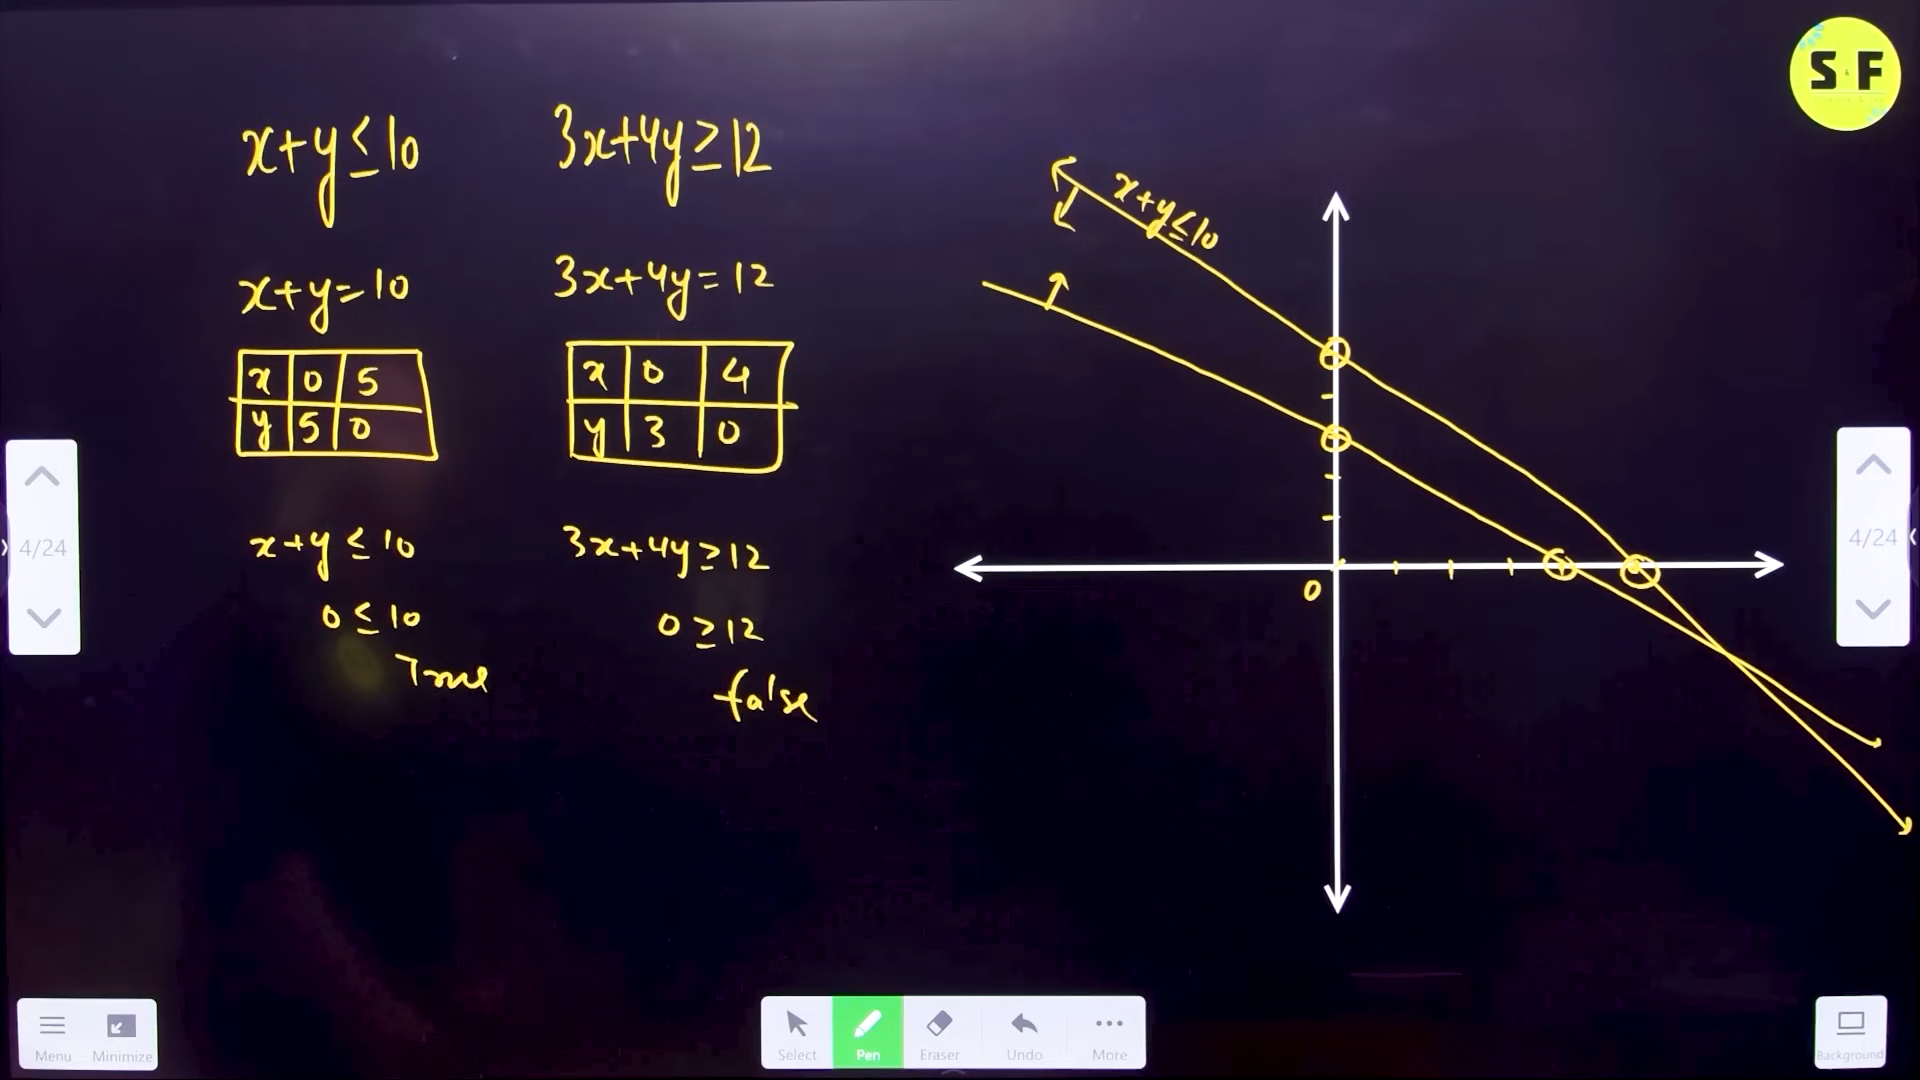 x+y≤10
3x+4y≥12
x+y=10
3x+4y=12
x 0 5
y 5 0
x 0 4
y 3 0
x+y≤10
0≤10
True
3x+4y≥12
0≥12
false
x+y≤10
0
S&F
4/24
4/24
Menu
Minimize
Select
Pen
Eraser
Undo
More
Background